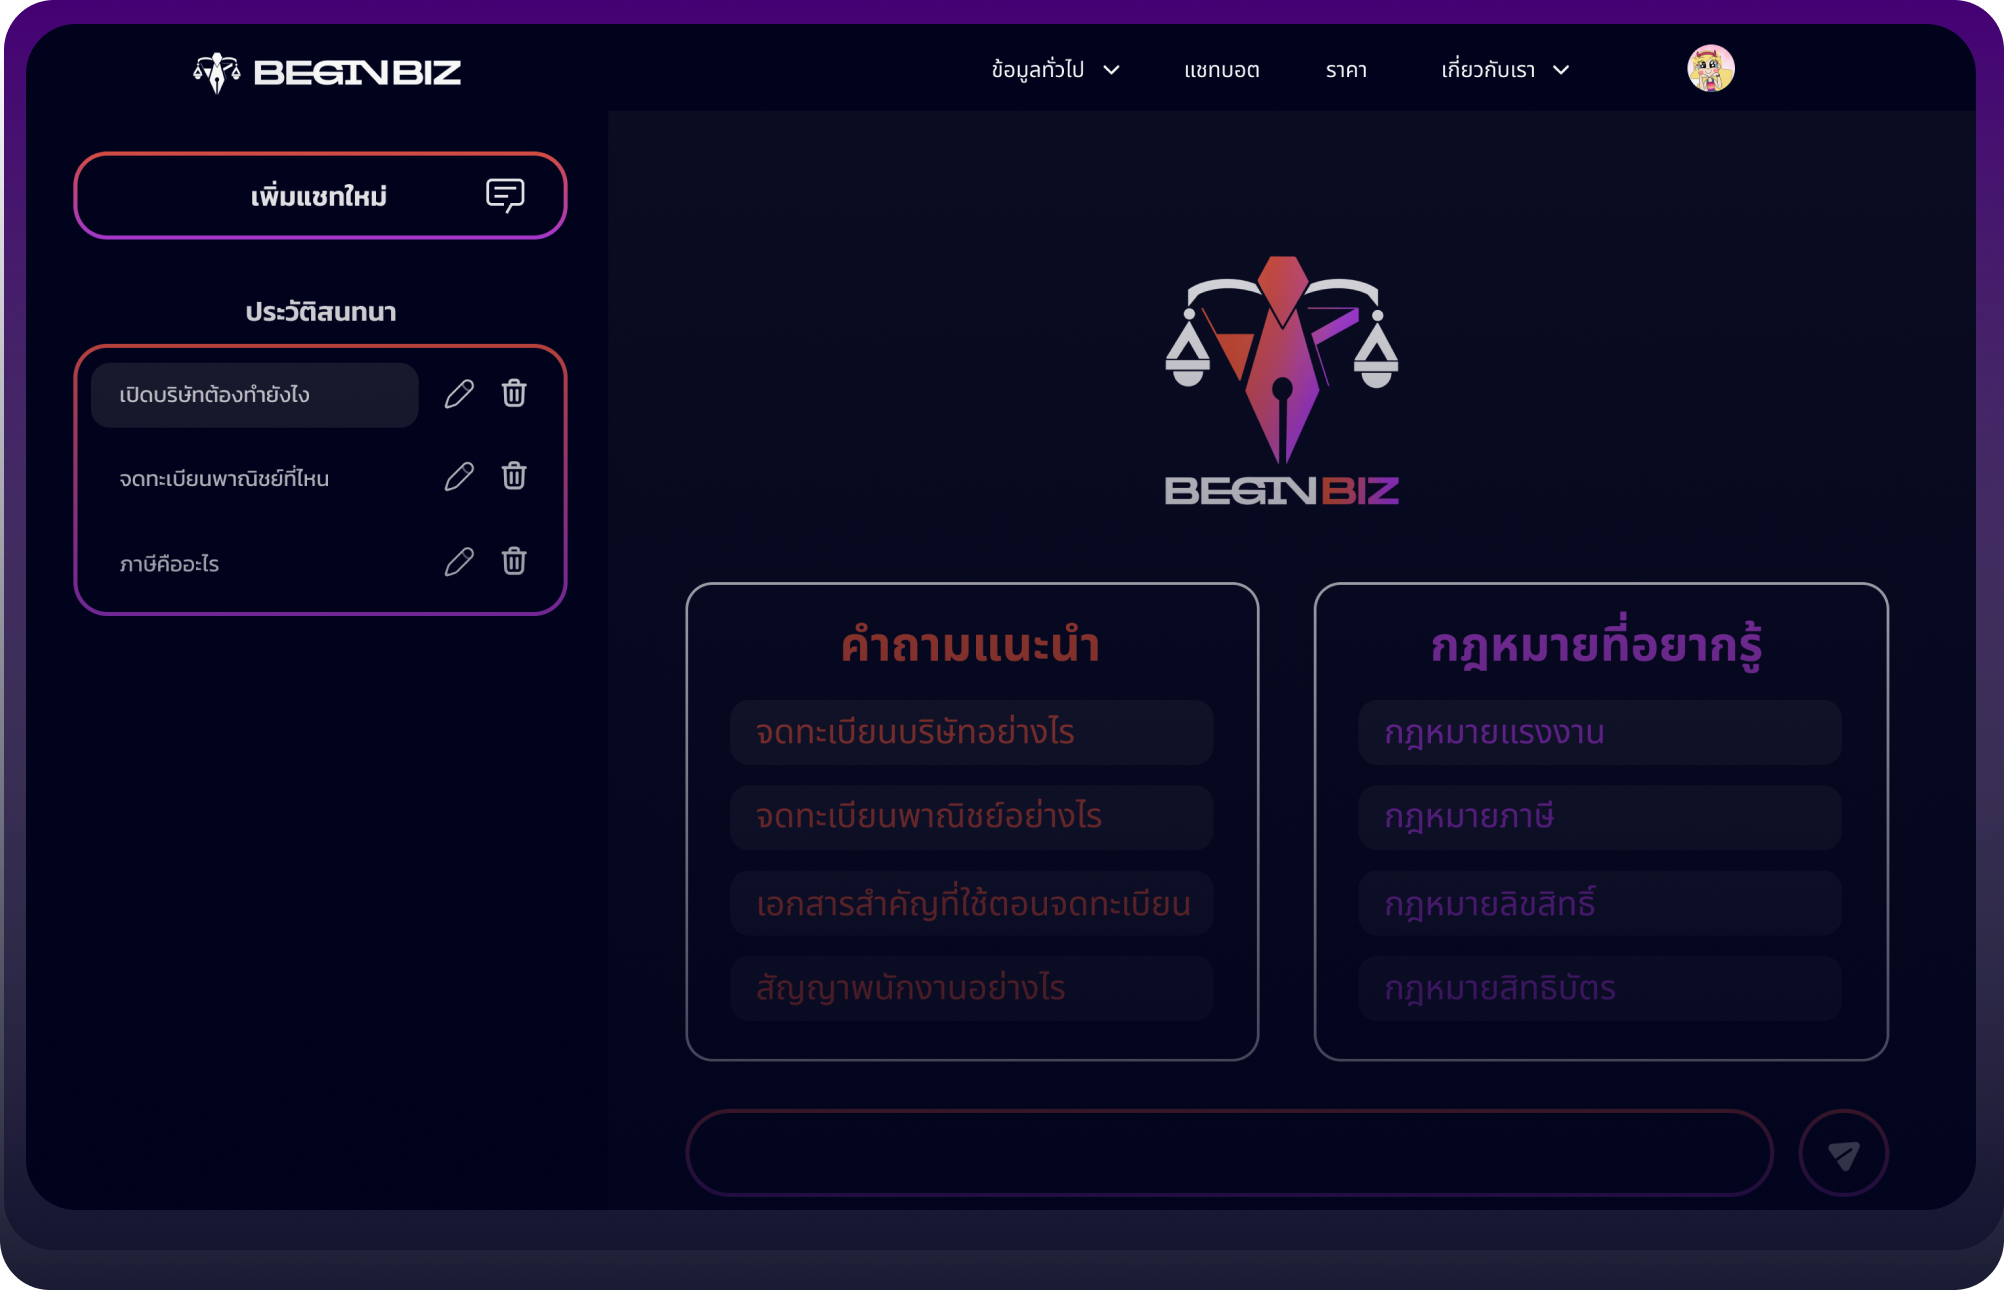 BEGIN BIZ
ข้อมูลทั่วไป
แชทบอต
ราคา
เกี่ยวกับเรา
เพิ่มแชทใหม่
ประวัติสนทนา
เปิดบริษัทต้องทำยังไง
จดทะเบียนพาณิชย์ที่ไหน
ภาษีคืออะไร
BEGIN BIZ
คำถามแนะนำ
จดทะเบียนบริษัทอย่างไร
จดทะเบียนพาณิชย์อย่างไร
เอกสารสำคัญที่ใช้ตอนจดทะเบียน
สัญญาพนักงานอย่างไร
กฎหมายที่อยากรู้
กฎหมายแรงงาน
กฎหมายภาษี
กฎหมายลิขสิทธิ์
กฎหมายสิทธิบัตร